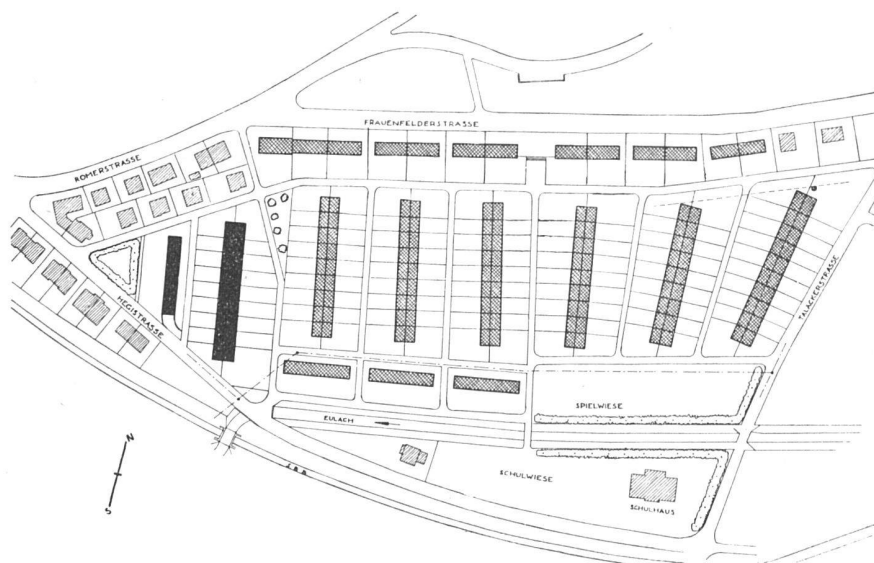 FRAUENFELDERSTRASSE
RÖMERSTRASSE
HEGISTRASSE
TALACKERSTRASSE
SPIELWIESE
EULACH
SCHULWIESE
SCHULHAUS
S.B.B.
N
S